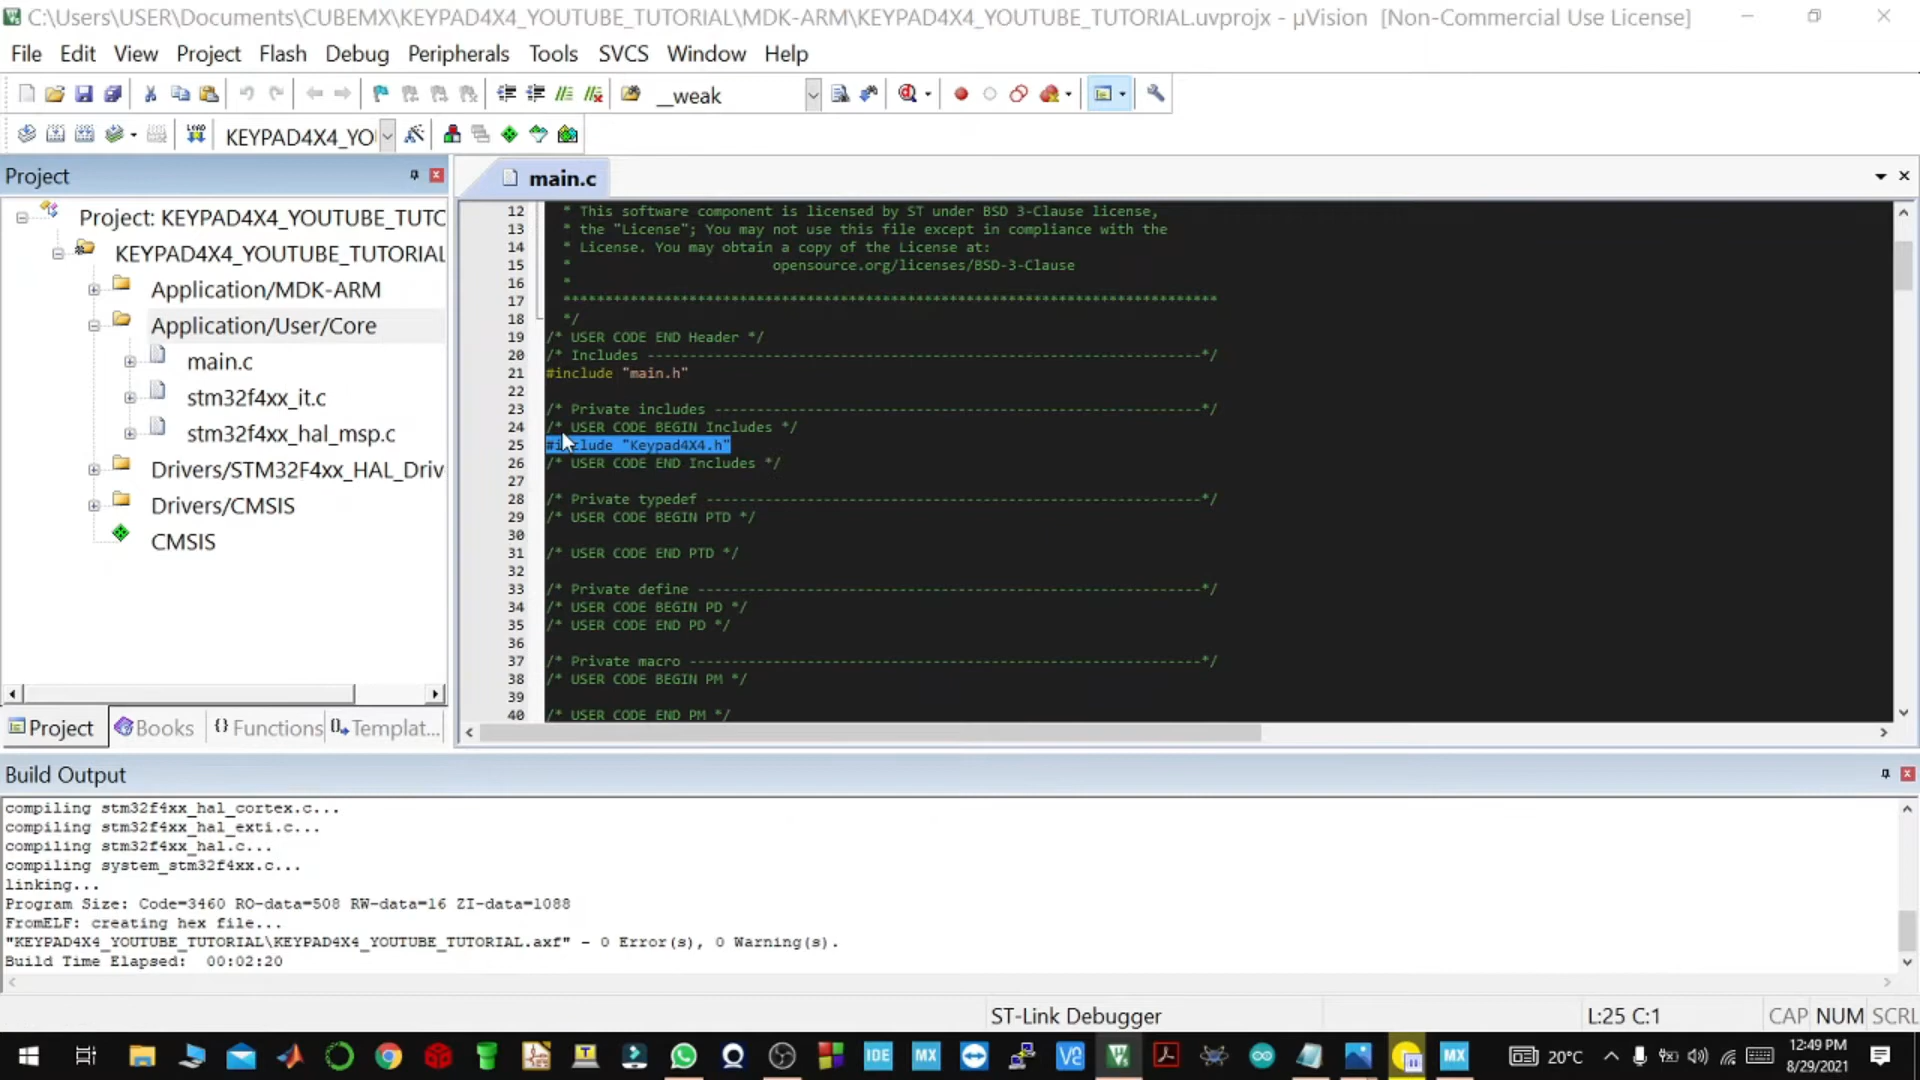 C:\Users\USER\Documents\CUBEMX\KEYPAD4X4_YOUTUBE_TUTORIAL\MDK-ARM\KEYPAD4X4_YOUTUBE_TUTORIAL.uvprojx - µVision [Non-Commercial Use License]
File Edit View Project Flash Debug Peripherals Tools SVCS Window Help
__weak
LOAD KEYPAD4X4_YO
Project
main.c
Project: KEYPAD4X4_YOUTUBE_TUTC
KEYPAD4X4_YOUTUBE_TUTORIAL
Application/MDK-ARM
Application/User/Core
main.c
stm32f4xx_it.c
stm32f4xx_hal_msp.c
Drivers/STM32F4xx_HAL_Driv
Drivers/CMSIS
CMSIS
Project Books {} Functions Templat...
12 * This software component is licensed by ST under BSD 3-Clause license,
13 * the "License"; You may not use this file except in compliance with the
14 * License. You may obtain a copy of the License at:
15 * opensource.org/licenses/BSD-3-Clause
16 *
17 ******************************************************************************
18 */
19 /* USER CODE END Header */
20 /* Includes ------------------------------------------------------------------*/
21 #include "main.h"
22
23 /* Private includes ----------------------------------------------------------*/
24 /* USER CODE BEGIN Includes */
25 #include "Keypad4X4.h"
26 /* USER CODE END Includes */
27
28 /* Private typedef -----------------------------------------------------------*/
29 /* USER CODE BEGIN PTD */
30
31 /* USER CODE END PTD */
32
33 /* Private define ------------------------------------------------------------*/
34 /* USER CODE BEGIN PD */
35 /* USER CODE END PD */
36
37 /* Private macro -------------------------------------------------------------*/
38 /* USER CODE BEGIN PM */
39
40 /* USER CODE END PM */
Build Output
compiling stm32f4xx_hal_cortex.c...
compiling stm32f4xx_hal_exti.c...
compiling stm32f4xx_hal.c...
compiling system_stm32f4xx.c...
linking...
Program Size: Code=3460 RO-data=508 RW-data=16 ZI-data=1088
FromELF: creating hex file...
"KEYPAD4X4_YOUTUBE_TUTORIAL\KEYPAD4X4_YOUTUBE_TUTORIAL.axf" - 0 Error(s), 0 Warning(s).
Build Time Elapsed: 00:02:20
ST-Link Debugger L:25 C:1 CAP NUM SCRL
IDE MX V2 MX 20°C 12:49 PM
8/29/2021